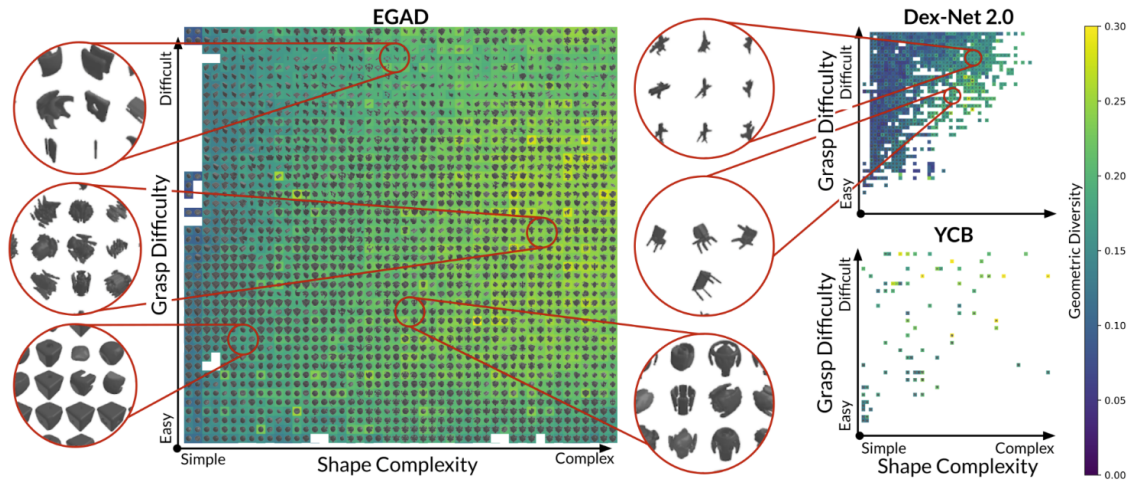 EGAD
Grasp Difficulty
Difficult
Easy
Simple
Shape Complexity
Complex
Dex-Net 2.0
Grasp Difficulty
Difficult
Easy
YCB
Grasp Difficulty
Difficult
Easy
Simple
Shape Complexity
Complex
Geometric Diversity
0.30
0.25
0.20
0.15
0.10
0.05
0.00